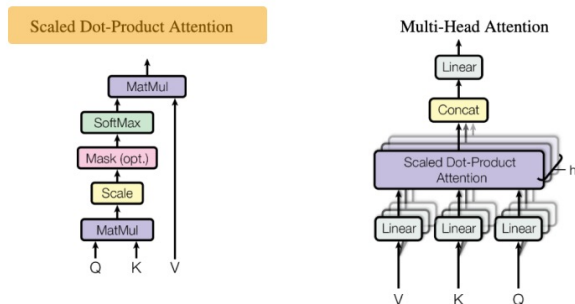 Scaled Dot-Product Attention
MatMul
SoftMax
Mask (opt.)
Scale
MatMul
Q K V
Multi-Head Attention
Linear
Concat
Scaled Dot-Product
Attention
h
Linear Linear Linear
V K Q